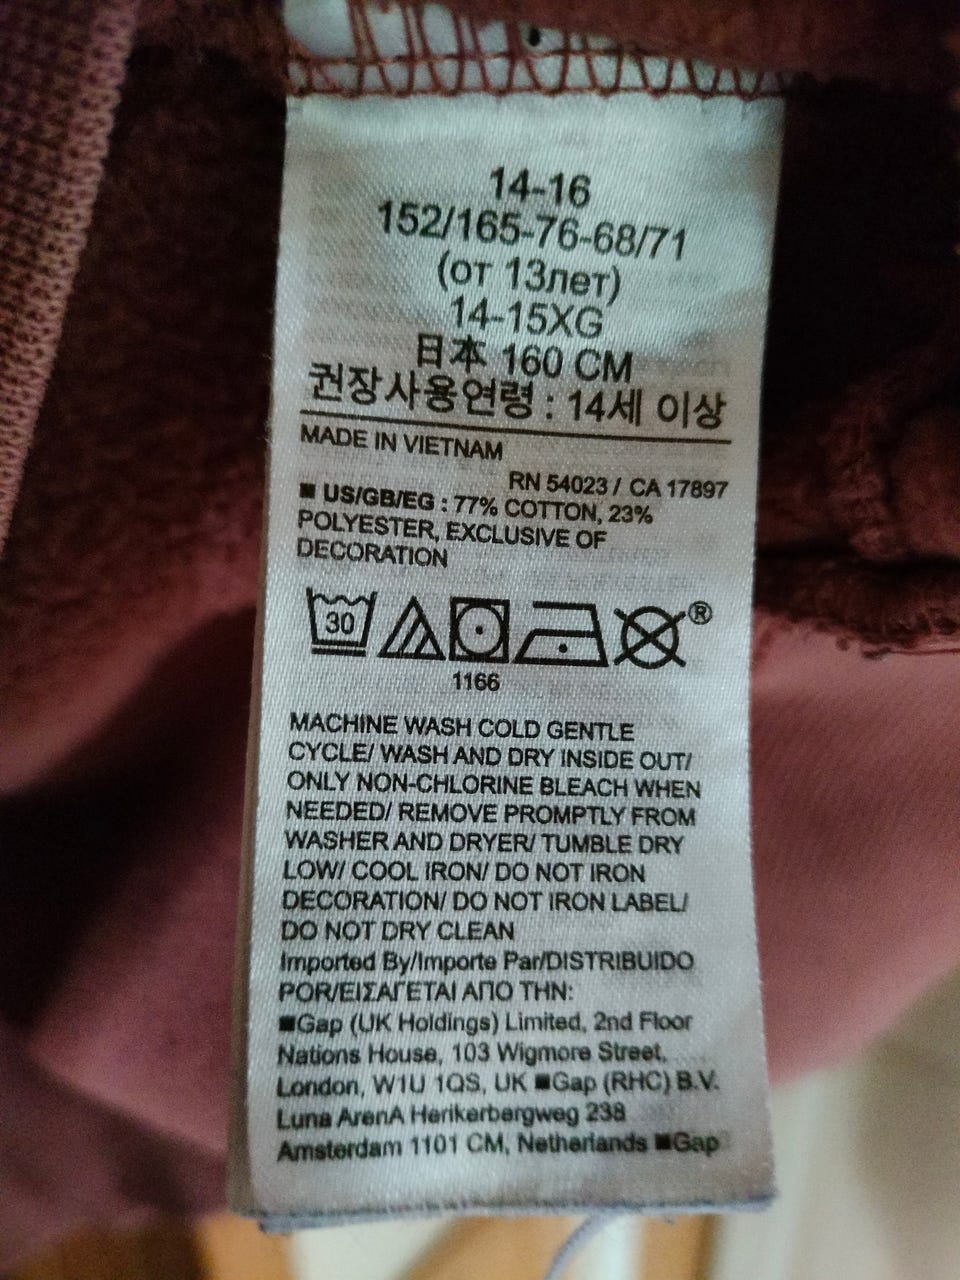 14-16
152/165-76-68/71
(от 13лет)
14-15XG
日本 160 CM
권장사용연령 : 14세 이상
MADE IN VIETNAM
RN 54023 / CA 17897
■ US/GB/EG : 77% COTTON, 23%
POLYESTER, EXCLUSIVE OF
DECORATION
30
®
1166
MACHINE WASH COLD GENTLE
CYCLE/ WASH AND DRY INSIDE OUT/
ONLY NON-CHLORINE BLEACH WHEN
NEEDED/ REMOVE PROMPTLY FROM
WASHER AND DRYER/ TUMBLE DRY
LOW/ COOL IRON/ DO NOT IRON
DECORATION/ DO NOT IRON LABEL/
DO NOT DRY CLEAN
Imported By/Importe Par/DISTRIBUIDO
POR/ΕΙΣΑΓΕΤΑΙ ΑΠΟ ΤΗΝ:
■Gap (UK Holdings) Limited, 2nd Floor
Nations House, 103 Wigmore Street,
London, W1U 1QS, UK ■Gap (RHC) B.V.
Luna ArenA Herikerbergweg 238
Amsterdam 1101 CM, Netherlands ■Gap